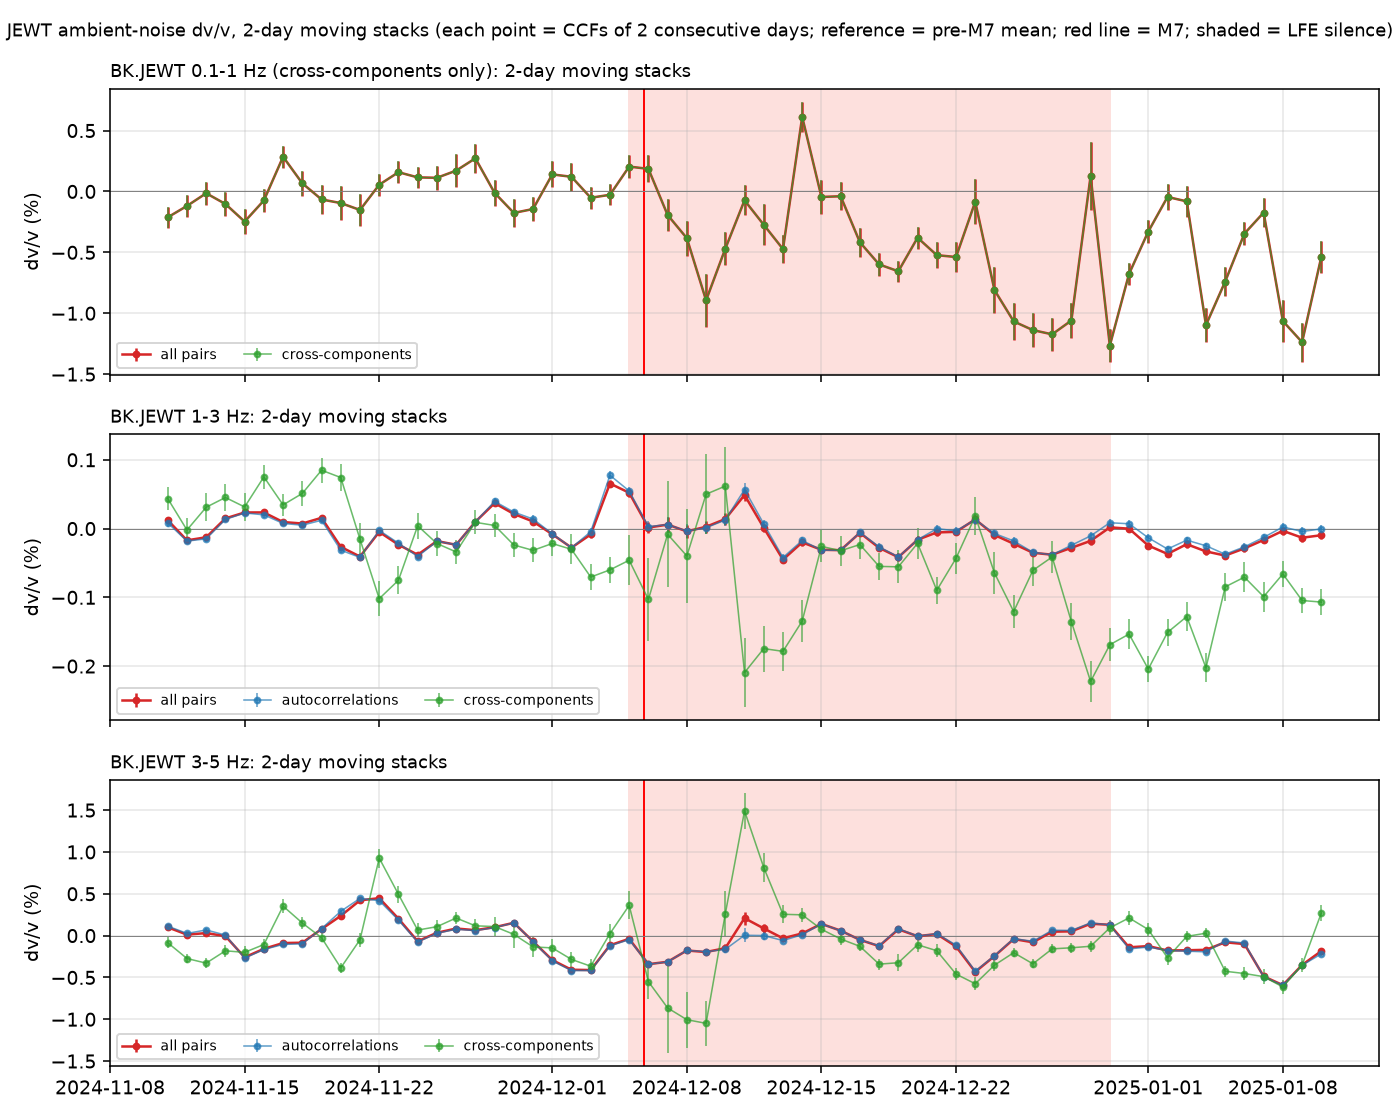 JEWT ambient-noise dv/v, 2-day moving stacks (each point = CCFs of 2 consecutive days; reference = pre-M7 mean; red line = M7; shaded = LFE silence)
BK.JEWT 0.1-1 Hz (cross-components only): 2-day moving stacks
dv/v (%)
0.5
0.0
−0.5
−1.0
−1.5
all pairs cross-components
BK.JEWT 1-3 Hz: 2-day moving stacks
dv/v (%)
0.1
0.0
−0.1
−0.2
all pairs autocorrelations cross-components
BK.JEWT 3-5 Hz: 2-day moving stacks
dv/v (%)
1.5
1.0
0.5
0.0
−0.5
−1.0
−1.5
all pairs autocorrelations cross-components
2024-11-08 2024-11-15 2024-11-22 2024-12-01 2024-12-08 2024-12-15 2024-12-22 2025-01-01 2025-01-08